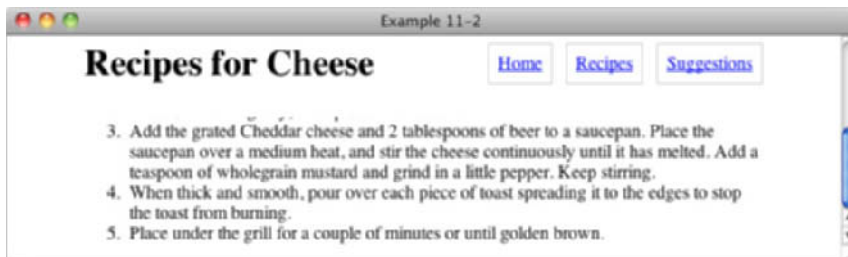 Example 11-2
Recipes for Cheese Home Recipes Suggestions
3. Add the grated Cheddar cheese and 2 tablespoons of beer to a saucepan. Place the
saucepan over a medium heat, and stir the cheese continuously until it has melted. Add a
teaspoon of wholegrain mustard and grind in a little pepper. Keep stirring.
4. When thick and smooth, pour over each piece of toast spreading it to the edges to stop
the toast from burning.
5. Place under the grill for a couple of minutes or until golden brown.